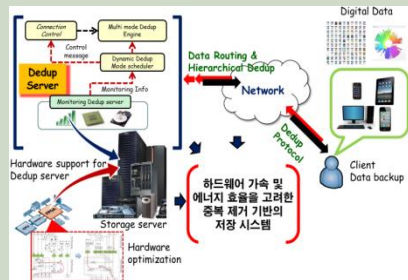 Digital Data
Connection
Control
Multi mode Dedup
Engine
Control
message
Dynamic Dedup
Mode scheduler
Dedup
Server
Monitoring Info
Monitoring Dedup server
Data Routing &
Hierarchical Dedup
Network
Dedup
Protocol
Client
Data backup
Hardware support for
Dedup server
Storage server
하드웨어 가속 및
에너지 효율을 고려한
중복 제거 기반의
저장 시스템
Hardware
optimization